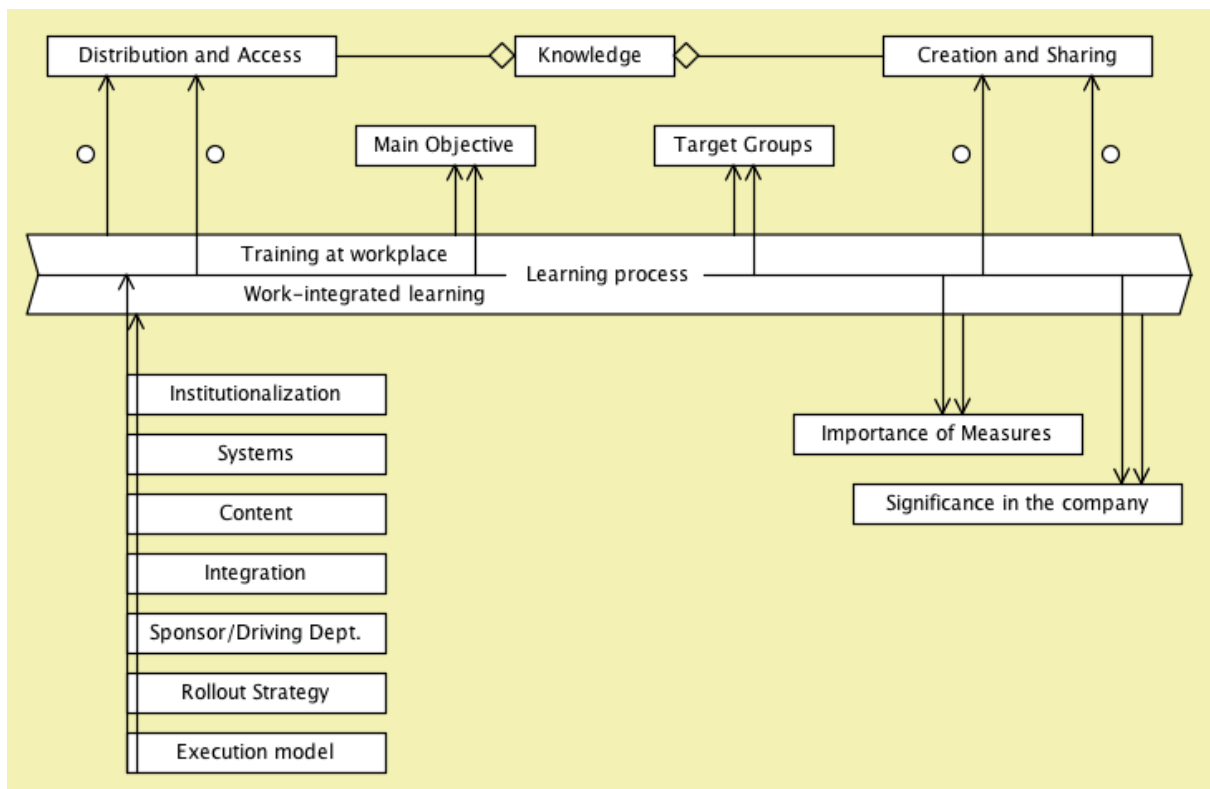 Distribution and Access
Knowledge
Creation and Sharing
Main Objective
Target Groups
Training at workplace
Learning process
Work-integrated learning
Institutionalization
Systems
Content
Integration
Sponsor/Driving Dept.
Rollout Strategy
Execution model
Importance of Measures
Significance in the company